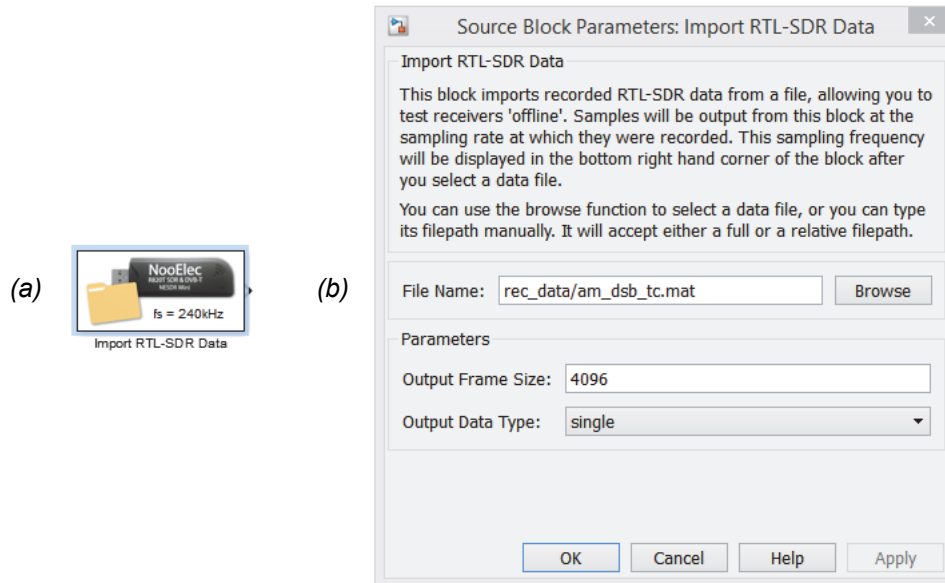 (a)
NooElec
R820T SDR & DVB-T
NESDR Mini
fs = 240kHz
Import RTL-SDR Data
(b)
Source Block Parameters: Import RTL-SDR Data
Import RTL-SDR Data
This block imports recorded RTL-SDR data from a file, allowing you to
test receivers 'offline'. Samples will be output from this block at the
sampling rate at which they were recorded. This sampling frequency
will be displayed in the bottom right hand corner of the block after
you select a data file.
You can use the browse function to select a data file, or you can type
its filepath manually. It will accept either a full or a relative filepath.
File Name: rec_data/am_dsb_tc.mat Browse
Parameters
Output Frame Size: 4096
Output Data Type: single
OK Cancel Help Apply